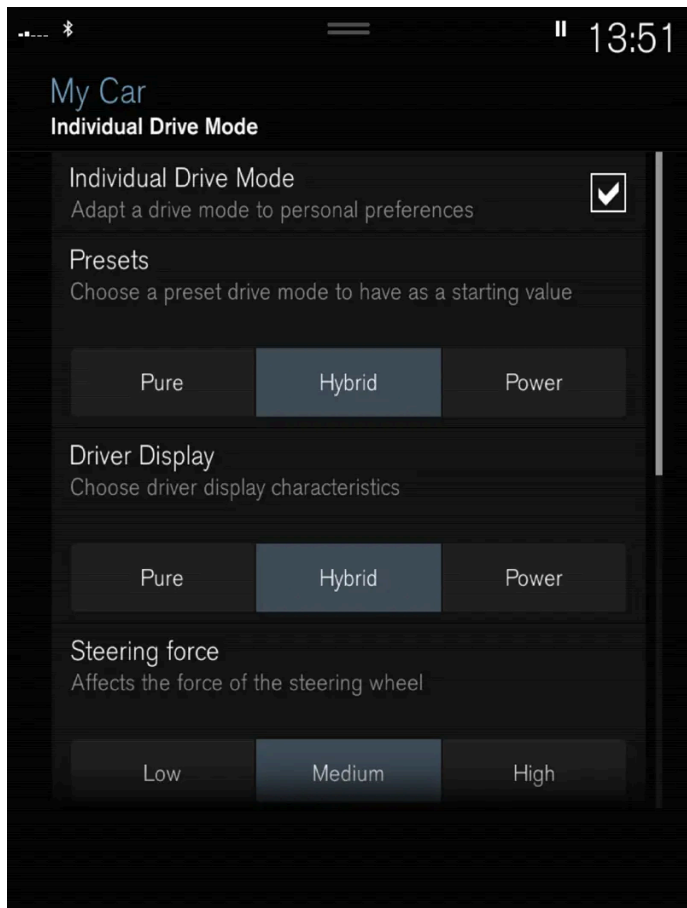 13:51
My Car
Individual Drive Mode
Individual Drive Mode
Adapt a drive mode to personal preferences
Presets
Choose a preset drive mode to have as a starting value
Pure Hybrid Power
Driver Display
Choose driver display characteristics
Pure Hybrid Power
Steering force
Affects the force of the steering wheel
Low Medium High